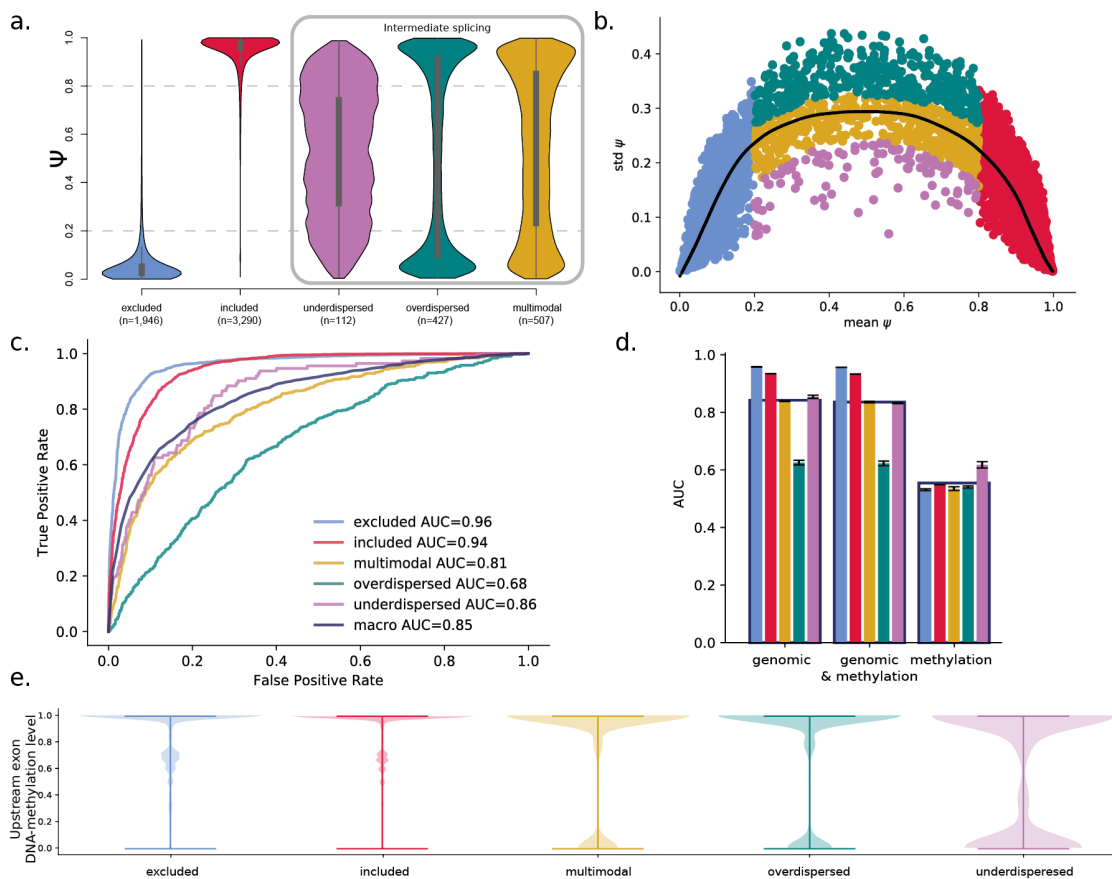 a.
Intermediate splicing
1.0
0.8
0.6
0.4
0.2
0.0
Ψ
excluded
(n=1,946)
included
(n=3,290)
underdispersed
(n=112)
overdispersed
(n=427)
multimodal
(n=507)
b.
0.4
0.3
0.2
0.1
0.0
std ψ
0.0 0.2 0.4 0.6 0.8 1.0
mean ψ
c.
1.0
0.8
0.6
0.4
0.2
0.0
True Positive Rate
excluded AUC=0.96
included AUC=0.94
multimodal AUC=0.81
overdispersed AUC=0.68
underdispersed AUC=0.86
macro AUC=0.85
0.0 0.2 0.4 0.6 0.8 1.0
False Positive Rate
d.
1.0
0.8
0.6
0.4
0.2
0.0
AUC
genomic
genomic
& methylation
methylation
e.
1.0
0.8
0.6
0.4
0.2
0.0
Upstream exon
DNA-methylation level
excluded included multimodal overdispersed underdisperesed